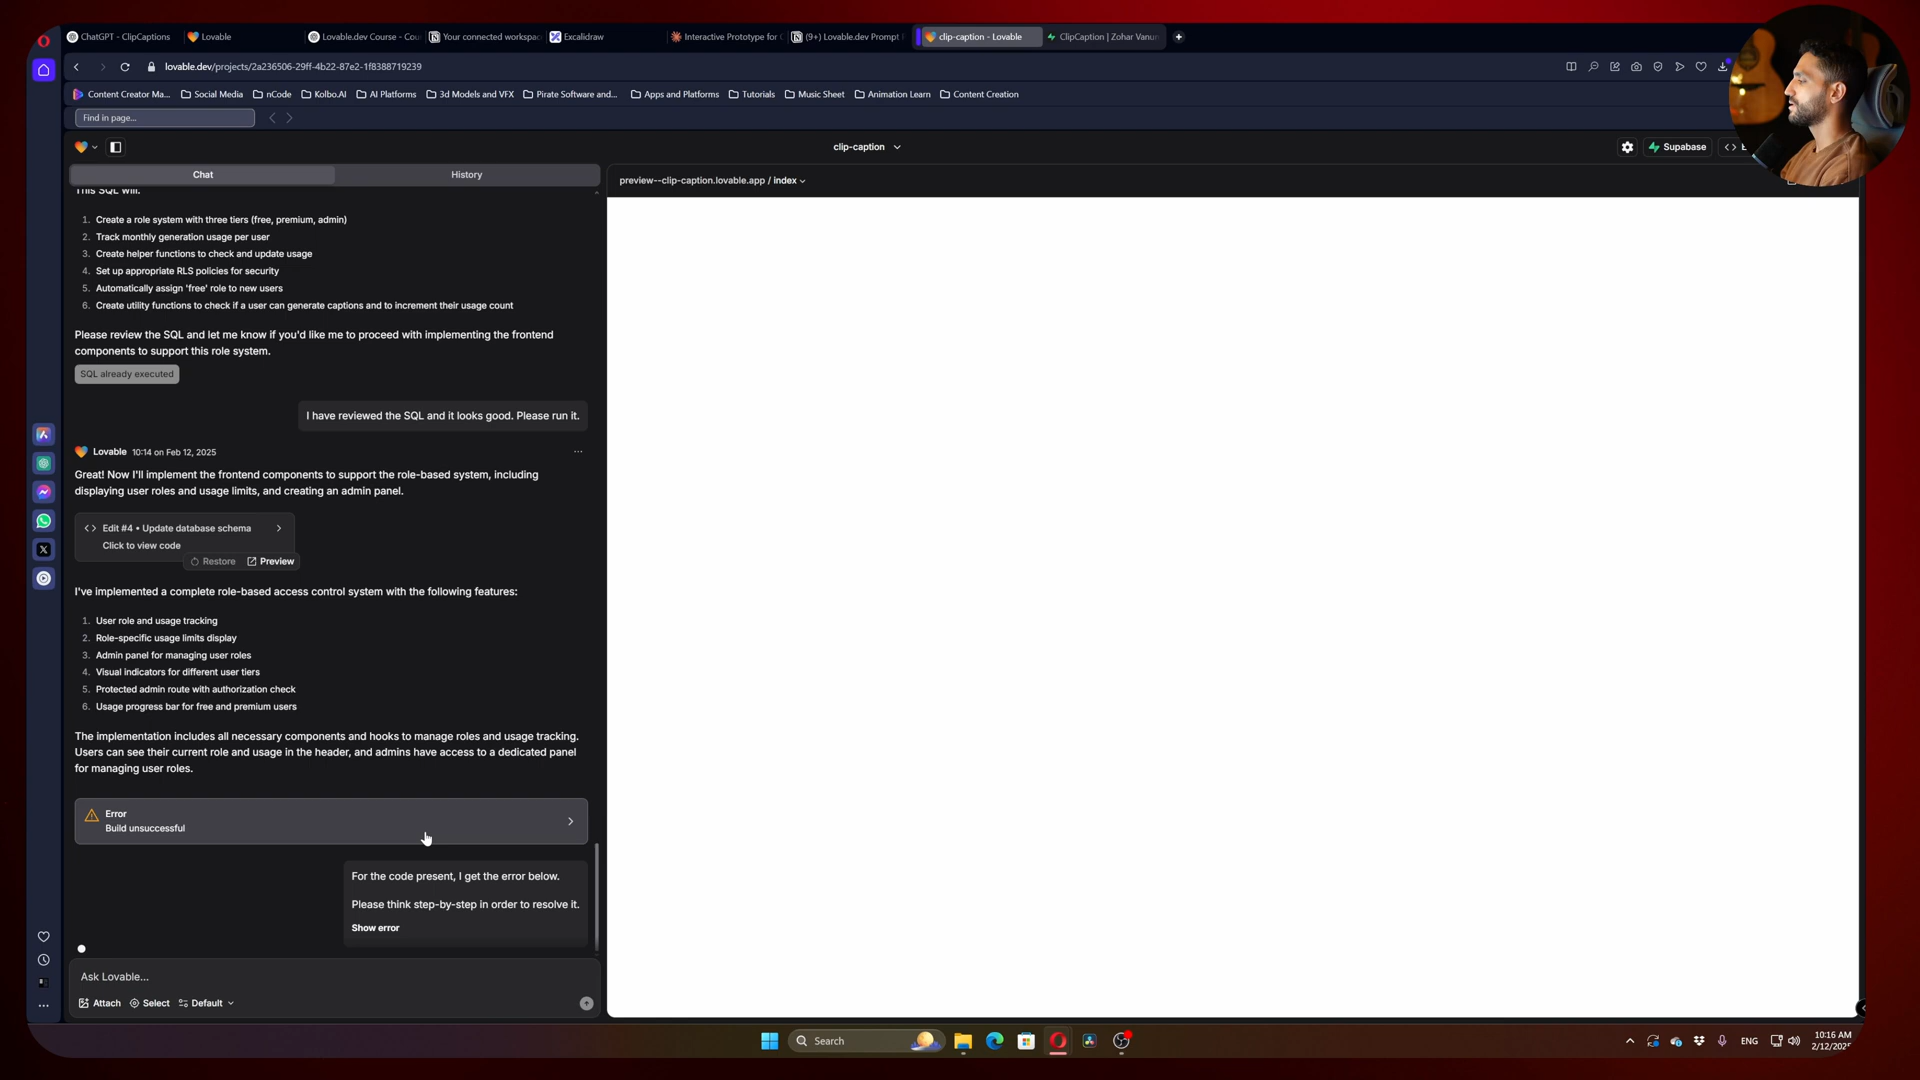 ChatGPT - ClipCaptions
Lovable
Lovable.dev Course - Cou
Your connected workspac
Excalidraw
Interactive Prototype for C
(9+) Lovable.dev Prompt F
clip-caption - Lovable
ClipCaption | Zohar Vanun
lovable.dev/projects/2a236506-29ff-4b22-87e2-1f8388719239
Content Creator Ma...
Social Media
nCode
Kolbo.AI
AI Platforms
3d Models and VFX
Pirate Software and...
Apps and Platforms
Tutorials
Music Sheet
Animation Learn
Content Creation
Find in page...
clip-caption
Supabase
Chat
History
preview--clip-caption.lovable.app / index
This SQL will:
1. Create a role system with three tiers (free, premium, admin)
2. Track monthly generation usage per user
3. Create helper functions to check and update usage
4. Set up appropriate RLS policies for security
5. Automatically assign 'free' role to new users
6. Create utility functions to check if a user can generate captions and to increment their usage count
Please review the SQL and let me know if you'd like me to proceed with implementing the frontend
components to support this role system.
SQL already executed
I have reviewed the SQL and it looks good. Please run it.
Lovable 10:14 on Feb 12, 2025
Great! Now I'll implement the frontend components to support the role-based system, including
displaying user roles and usage limits, and creating an admin panel.
Edit #4 • Update database schema
Click to view code
Restore Preview
I've implemented a complete role-based access control system with the following features:
1. User role and usage tracking
2. Role-specific usage limits display
3. Admin panel for managing user roles
4. Visual indicators for different user tiers
5. Protected admin route with authorization check
6. Usage progress bar for free and premium users
The implementation includes all necessary components and hooks to manage roles and usage tracking.
Users can see their current role and usage in the header, and admins have access to a dedicated panel
for managing user roles.
Error
Build unsuccessful
For the code present, I get the error below.
Please think step-by-step in order to resolve it.
Show error
Ask Lovable...
Attach
Select
Default
Search
ENG
10:16 AM
2/12/202